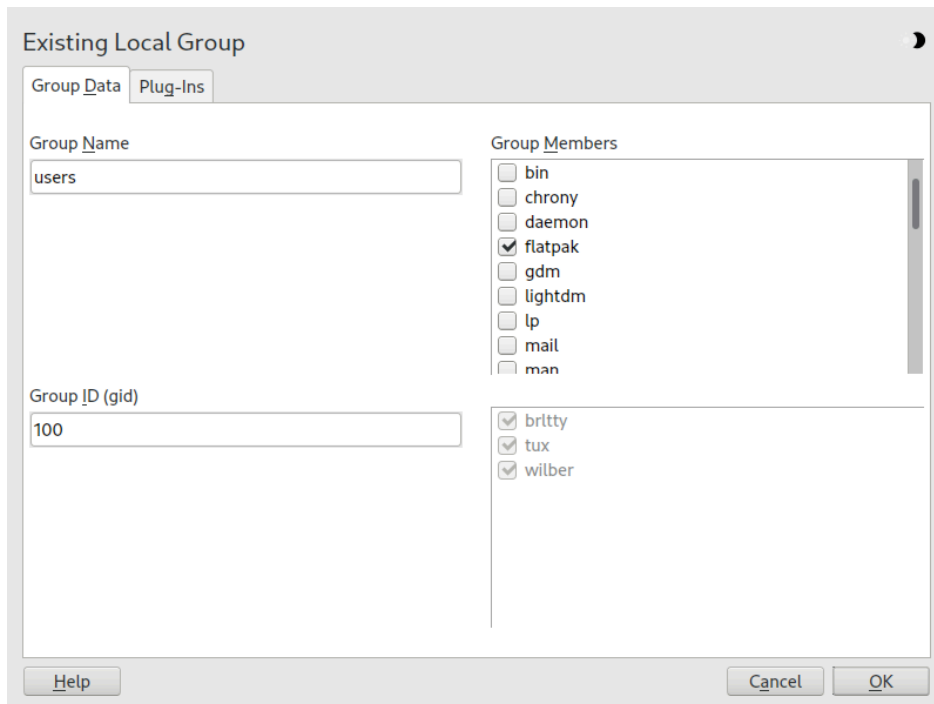 Existing Local Group
Group Data
Plug-Ins
Group Name
users
Group Members
bin
chrony
daemon
flatpak
gdm
lightdm
lp
mail
man
Group ID (gid)
100
brltty
tux
wilber
Help
Cancel
OK